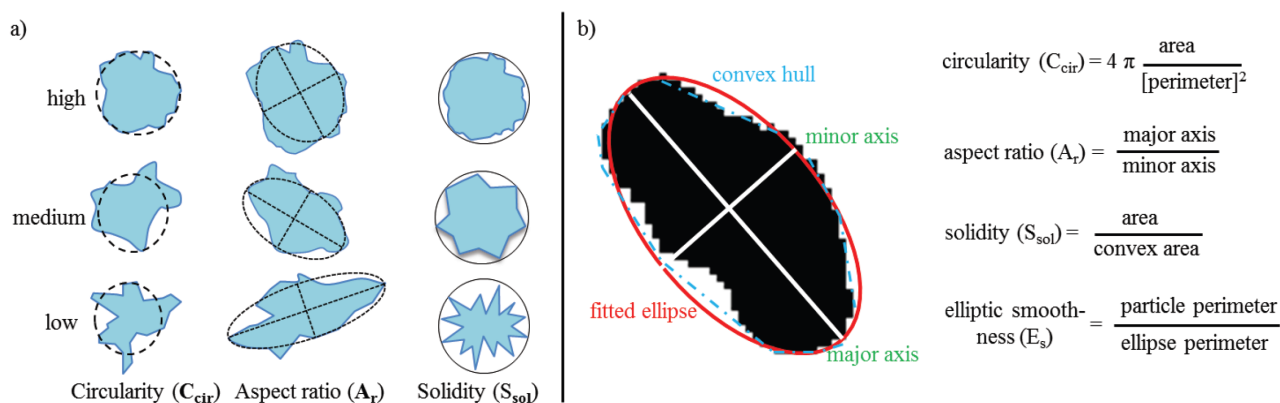 a)
high
medium
low
Circularity (Ccir) Aspect ratio (Ar) Solidity (Ssol)
b)
convex hull
minor axis
fitted ellipse
major axis
circularity (Ccir) = 4 π area / [perimeter]²
aspect ratio (Ar) = major axis / minor axis
solidity (Ssol) = area / convex area
elliptic smooth-
ness (Es) = particle perimeter / ellipse perimeter